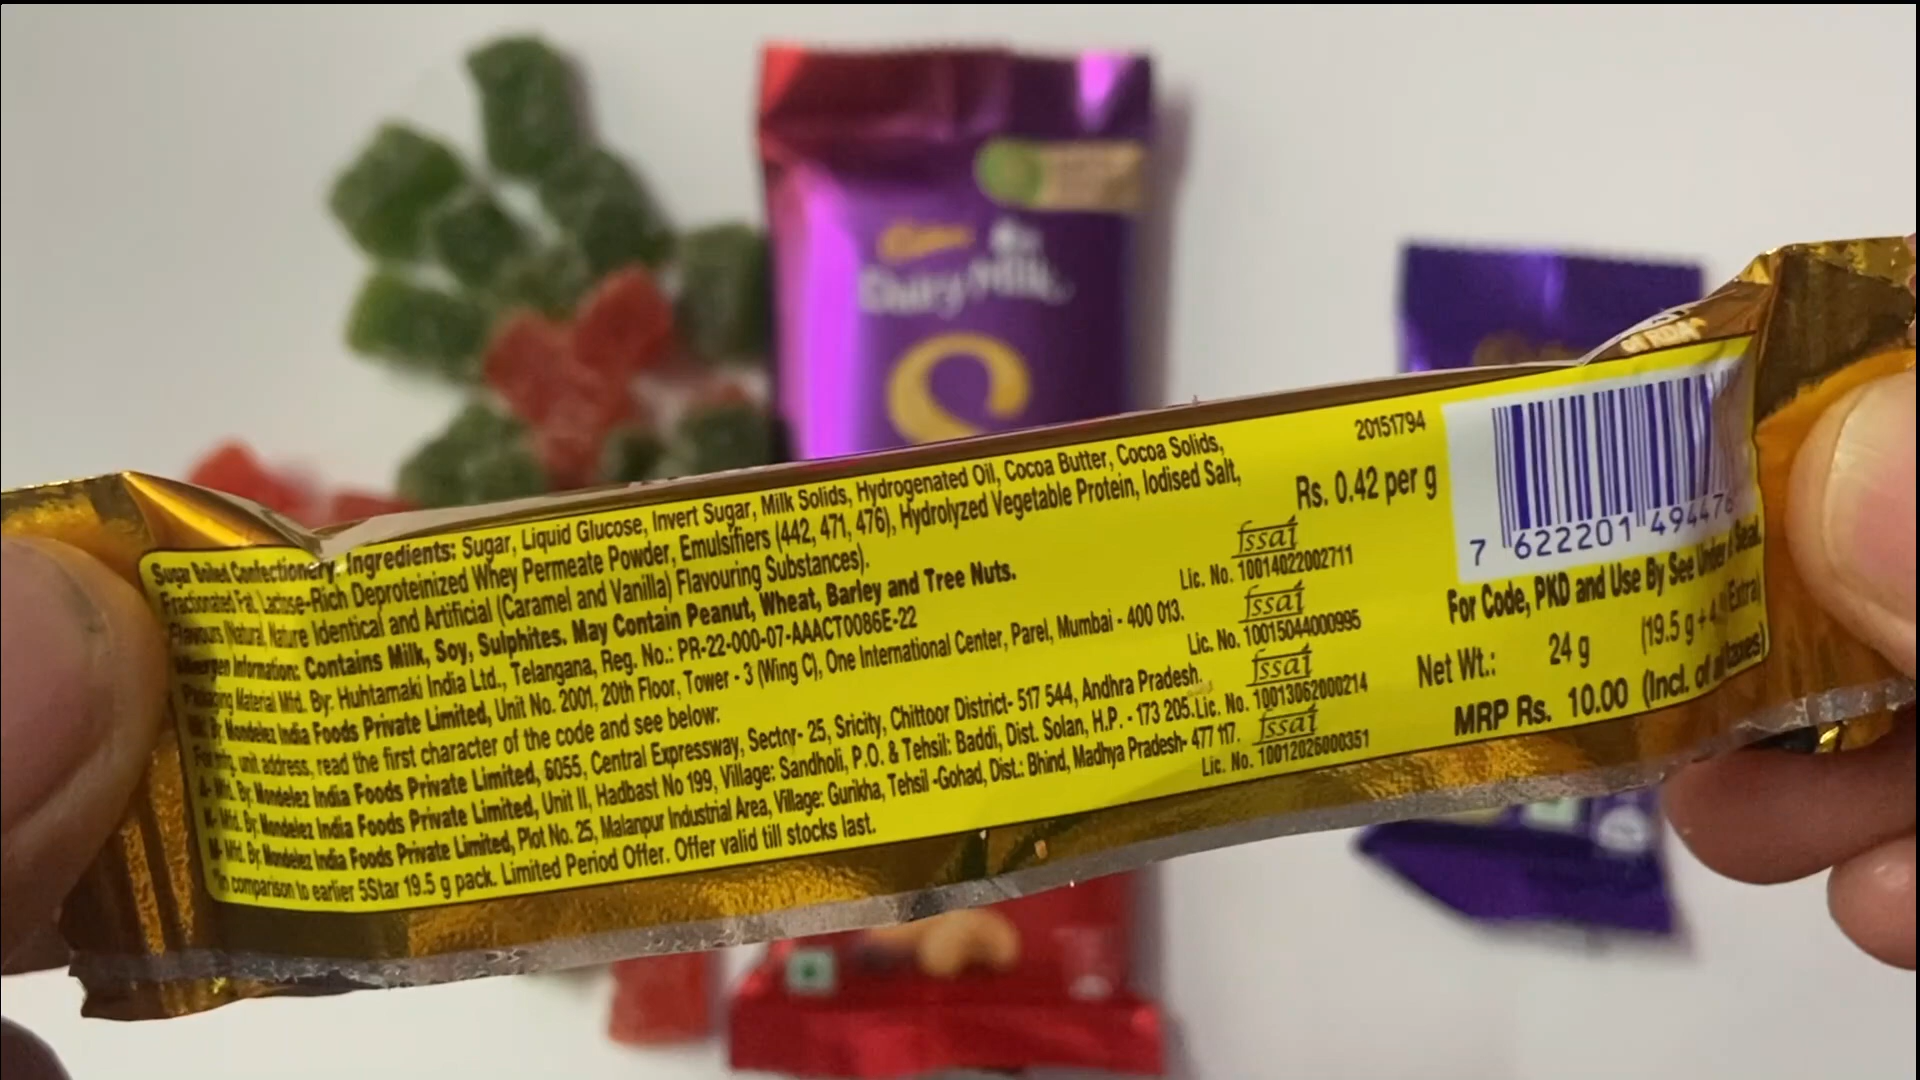 Cadbury
Dairy Milk
Sugar Boiled Confectionery. Ingredients: Sugar, Liquid Glucose, Invert Sugar, Milk Solids, Hydrogenated Oil, Cocoa Butter, Cocoa Solids,
Fractionated Fat, Lactose-Rich Deproteinized Whey Permeate Powder, Emulsifiers (442, 471, 476), Hydrolyzed Vegetable Protein, Iodised Salt,
Flavours (Natural, Nature Identical and Artificial (Caramel and Vanilla) Flavouring Substances).
Allergen Information: Contains Milk, Soy, Sulphites. May Contain Peanut, Wheat, Barley and Tree Nuts.
Packaging Material Mfd. By: Huhtamaki India Ltd., Telangana, Reg. No.: PR-22-000-07-AAACT0086E-22
Mondelez India Foods Private Limited, Unit No. 2001, 20th Floor, Tower - 3 (Wing C), One International Center, Parel, Mumbai - 400 013.
For mfg. unit address, read the first character of the code and see below:
A- Mfd. By: Mondelez India Foods Private Limited, 6055, Central Expressway, Sector- 25, Sricity, Chittoor District- 517 544, Andhra Pradesh.
Mfd. By: Mondelez India Foods Private Limited, Unit II, Hadbast No 199, Village: Sandholi, P.O. & Tehsil: Baddi, Dist. Solan, H.P. - 173 205.
M- Mfd. By: Mondelez India Foods Private Limited, Plot No. 25, Malanpur Industrial Area, Village: Gurikha, Tehsil -Gohad, Dist.: Bhind, Madhya Pradesh- 477 117.
*In comparison to earlier 5Star 19.5 g pack. Limited Period Offer. Offer valid till stocks last.
fssai
Lic. No. 10014022002711
fssai
Lic. No. 10015044000995
fssai
Lic. No. 10013062000214
fssai
Lic. No. 10012026000351
20151794
Rs. 0.42 per g
7 622201 494476
For Code, PKD and Use By See Under Seal.
Net Wt.: 24 g (19.5 g + Extra)
MRP Rs. 10.00 (Incl. of all taxes)